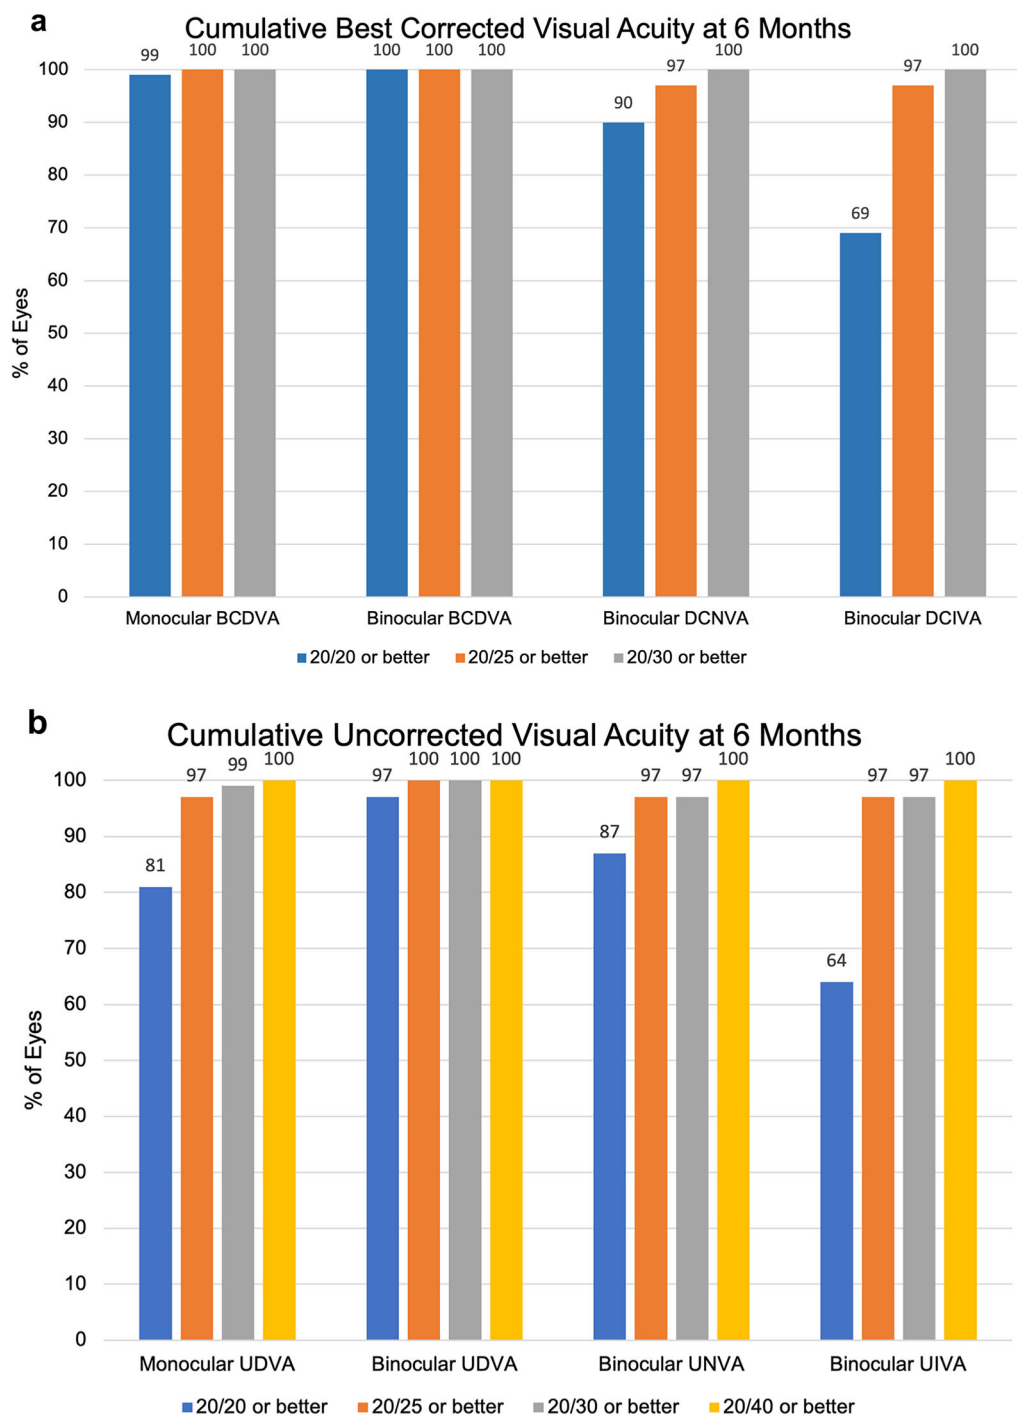 a
Cumulative Best Corrected Visual Acuity at 6 Months
99 100 100 100 100 100 90 97 100 69 97 100
100
90
80
70
60
50
40
30
20
10
0
% of Eyes
Monocular BCDVA Binocular BCDVA Binocular DCNVA Binocular DCIVA
20/20 or better 20/25 or better 20/30 or better
b
Cumulative Uncorrected Visual Acuity at 6 Months
81 97 99 100 97 100 100 100 87 97 97 100 64 97 97 100
100
90
80
70
60
50
40
30
20
10
0
% of Eyes
Monocular UDVA Binocular UDVA Binocular UNVA Binocular UIVA
20/20 or better 20/25 or better 20/30 or better 20/40 or better